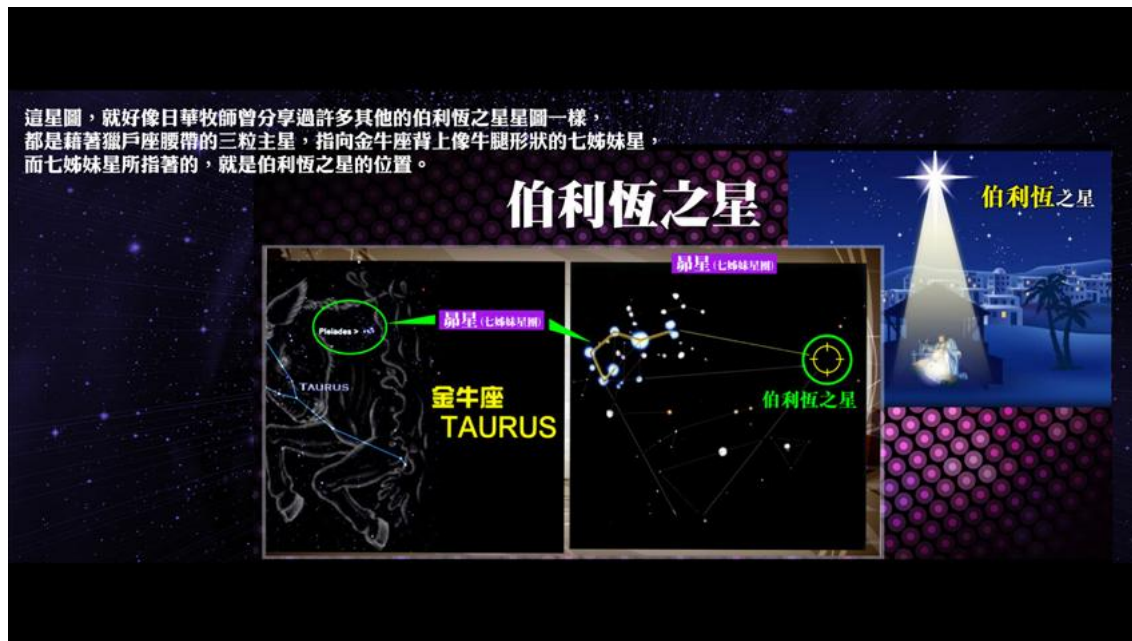 這星圖，就好像日華牧師曾分享過許多其他的伯利恆之星星圖一樣，
都是藉著獵戶座腰帶的三粒主星，指向金牛座背上像牛腿形狀的七姊妹星，
而七姊妹星所指著的，就是伯利恆之星的位置。
伯利恆之星
伯利恆之星
昴星(七姊妹星團)
Pleiades >
昴星(七姊妹星團)
TAURUS
金牛座
TAURUS
伯利恆之星